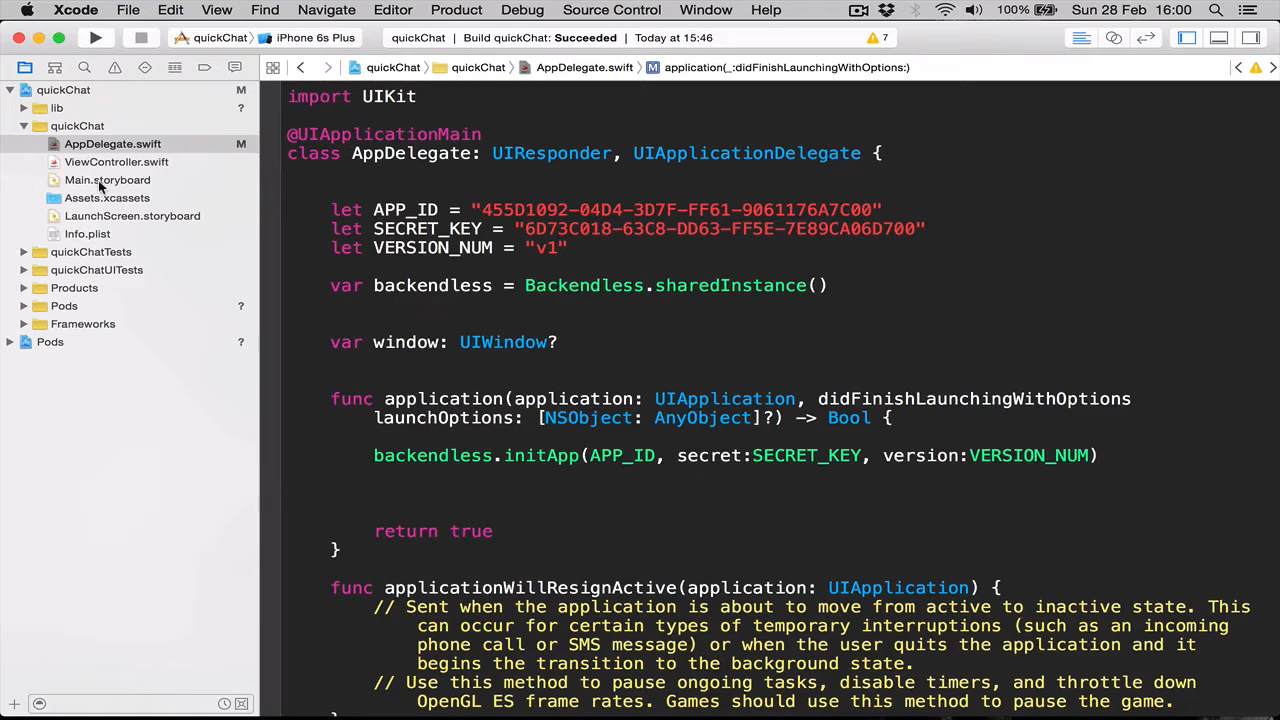 Xcode File Edit View Find Navigate Editor Product Debug Source Control Window Help 100% Sun 28 Feb 16:00
quickChat iPhone 6s Plus quickChat Build quickChat: Succeeded Today at 15:46 7
quickChat quickChat AppDelegate.swift M application(_:didFinishLaunchingWithOptions:)
quickChat M
lib ?
quickChat
AppDelegate.swift M
ViewController.swift
Main.storyboard
Assets.xcassets
LaunchScreen.storyboard
Info.plist
quickChatTests
quickChatUITests
Products
Pods ?
Frameworks
Pods ?
import UIKit
@UIApplicationMain
class AppDelegate: UIResponder, UIApplicationDelegate {
let APP_ID = "455D1092-04D4-3D7F-FF61-9061176A7C00"
let SECRET_KEY = "6D73C018-63C8-DD63-FF5E-7E89CA06D700"
let VERSION_NUM = "v1"
var backendless = Backendless.sharedInstance()
var window: UIWindow?
func application(application: UIApplication, didFinishLaunchingWithOptions
launchOptions: [NSObject: AnyObject]?) -> Bool {
backendless.initApp(APP_ID, secret:SECRET_KEY, version:VERSION_NUM)
return true
}
func applicationWillResignActive(application: UIApplication) {
// Sent when the application is about to move from active to inactive state. This
can occur for certain types of temporary interruptions (such as an incoming
phone call or SMS message) or when the user quits the application and it
begins the transition to the background state.
// Use this method to pause ongoing tasks, disable timers, and throttle down
OpenGL ES frame rates. Games should use this method to pause the game.